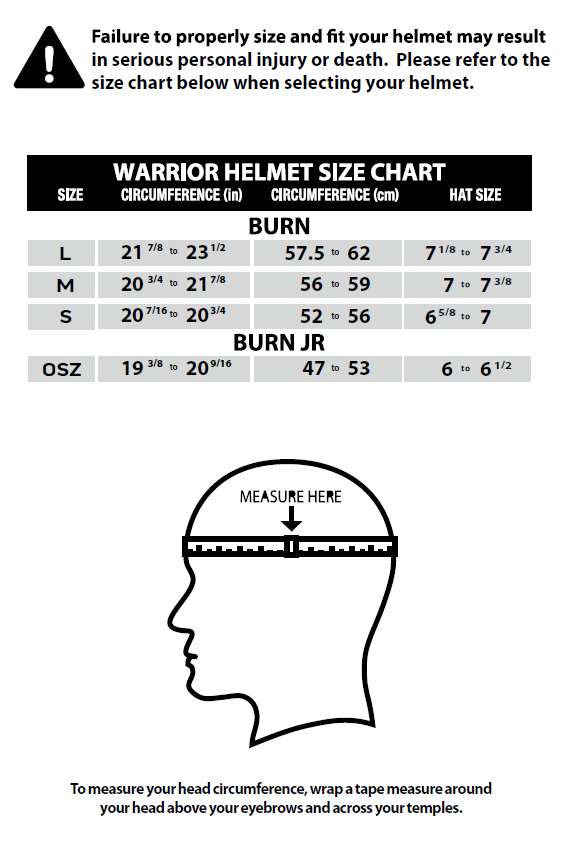 Failure to properly size and fit your helmet may result
in serious personal injury or death. Please refer to the
size chart below when selecting your helmet.
WARRIOR HELMET SIZE CHART
SIZE CIRCUMFERENCE (in) CIRCUMFERENCE (cm) HAT SIZE
BURN
L 21 7/8 to 23 1/2 57.5 to 62 7 1/8 to 7 3/4
M 20 3/4 to 21 7/8 56 to 59 7 to 7 3/8
S 20 7/16 to 20 3/4 52 to 56 6 5/8 to 7
BURN JR
OSZ 19 3/8 to 20 9/16 47 to 53 6 to 6 1/2
MEASURE HERE
To measure your head circumference, wrap a tape measure around
your head above your eyebrows and across your temples.